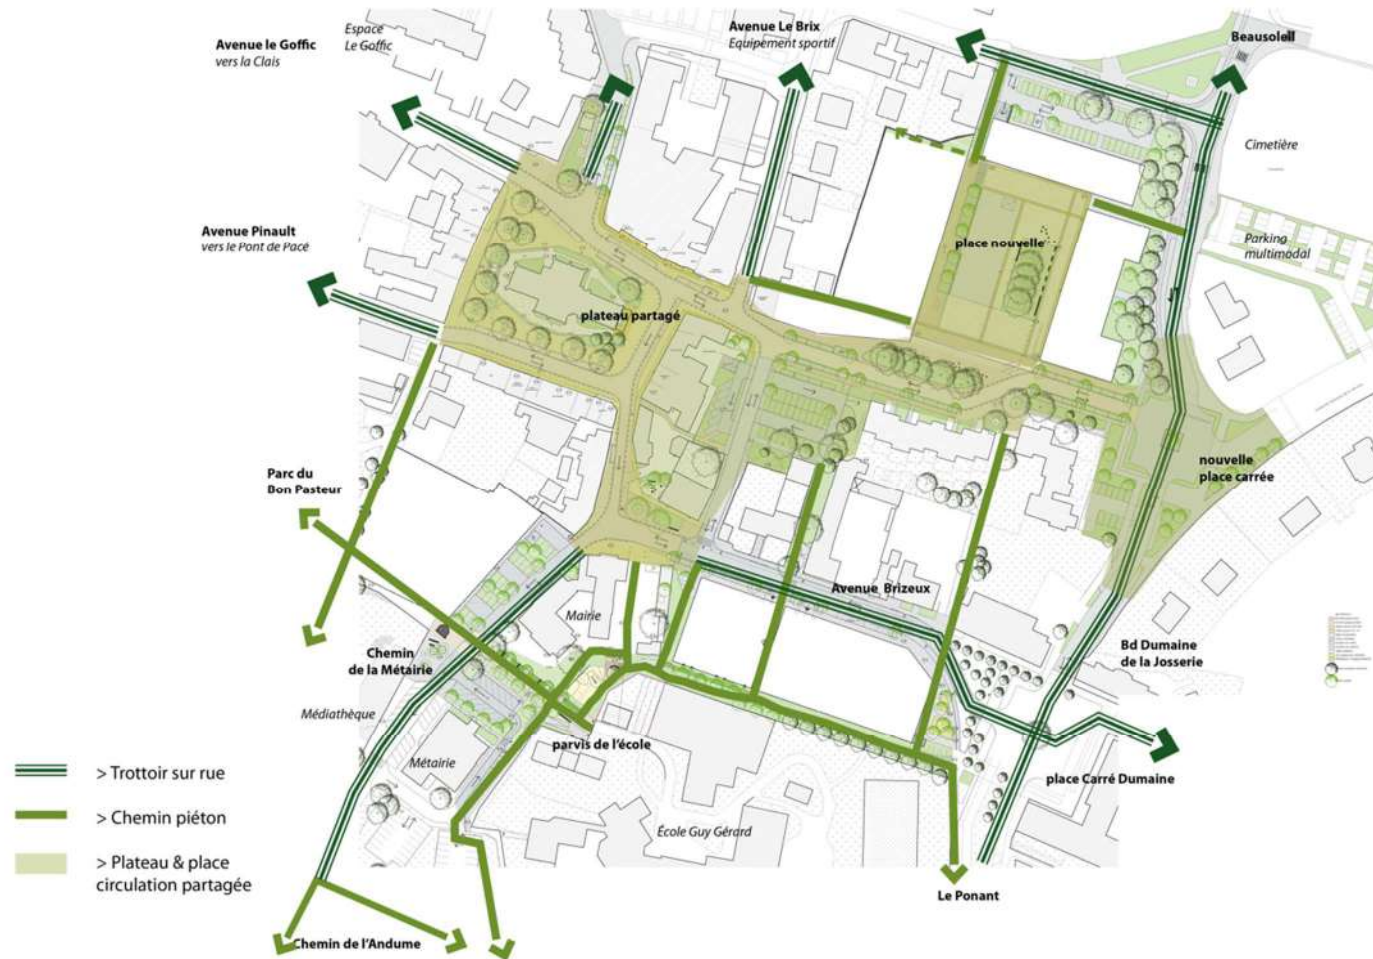 Avenue le Goffic
vers la Clais
Espace
Le Goffic
Avenue Le Brix
Equipement sportif
Beausoleil
Cimetière
Avenue Pinault
vers le Pont de Pacé
Parking
multimodal
place nouvelle
plateau partagé
nouvelle
place carrée
Parc du
Bon Pasteur
Avenue Brizeux
Mairie
Chemin
de la Métairie
Bd Dumaine
de la Josserie
Médiathèque
parvis de l'école
Métairie
place Carré Dumaine
École Guy Gérard
Le Ponant
Chemin de l'Andume
> Trottoir sur rue
> Chemin piéton
> Plateau & place
circulation partagée